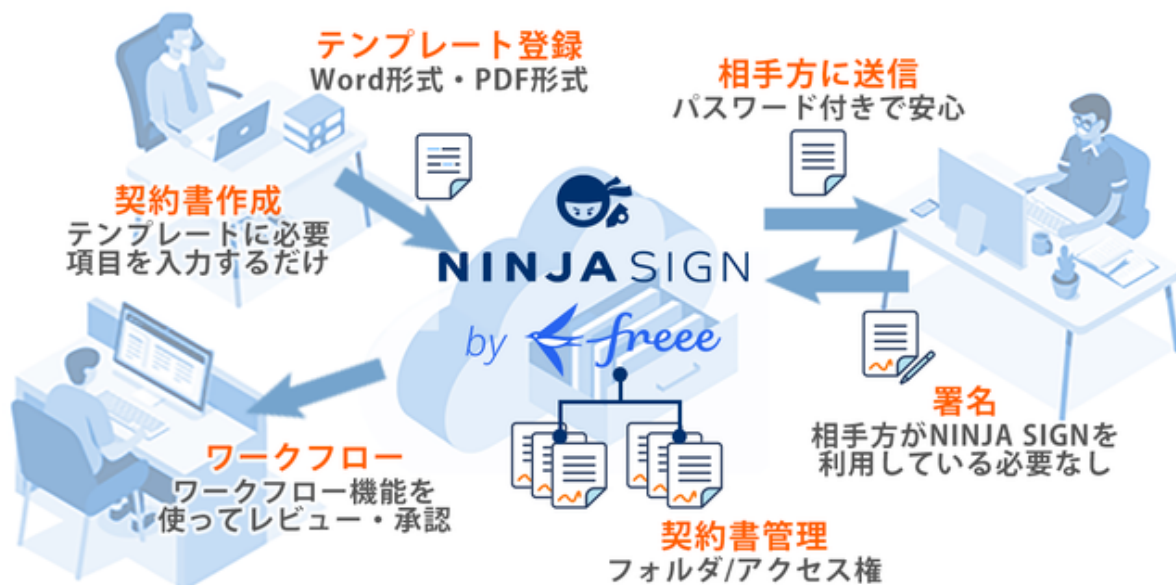 テンプレート登録
Word形式・PDF形式
相手方に送信
パスワード付きで安心
契約書作成
テンプレートに必要
項目を入力するだけ
NINJA SIGN
by freee
署名
相手方がNINJA SIGNを
利用している必要なし
ワークフロー
ワークフロー機能を
使ってレビュー・承認
契約書管理
フォルダ/アクセス権